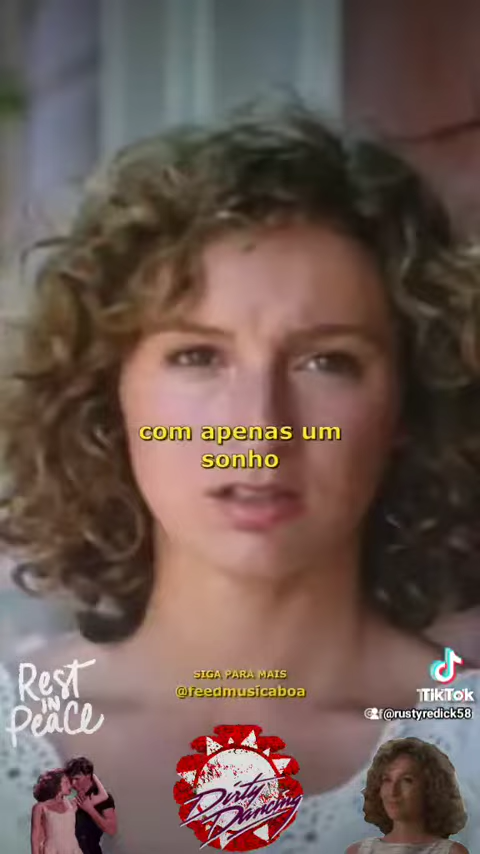 com apenas um
sonho
Rest
in
Peace
SIGA PARA MAIS
@feedmusicaboa
TikTok
@rustyredick58
Dirty
Dancing